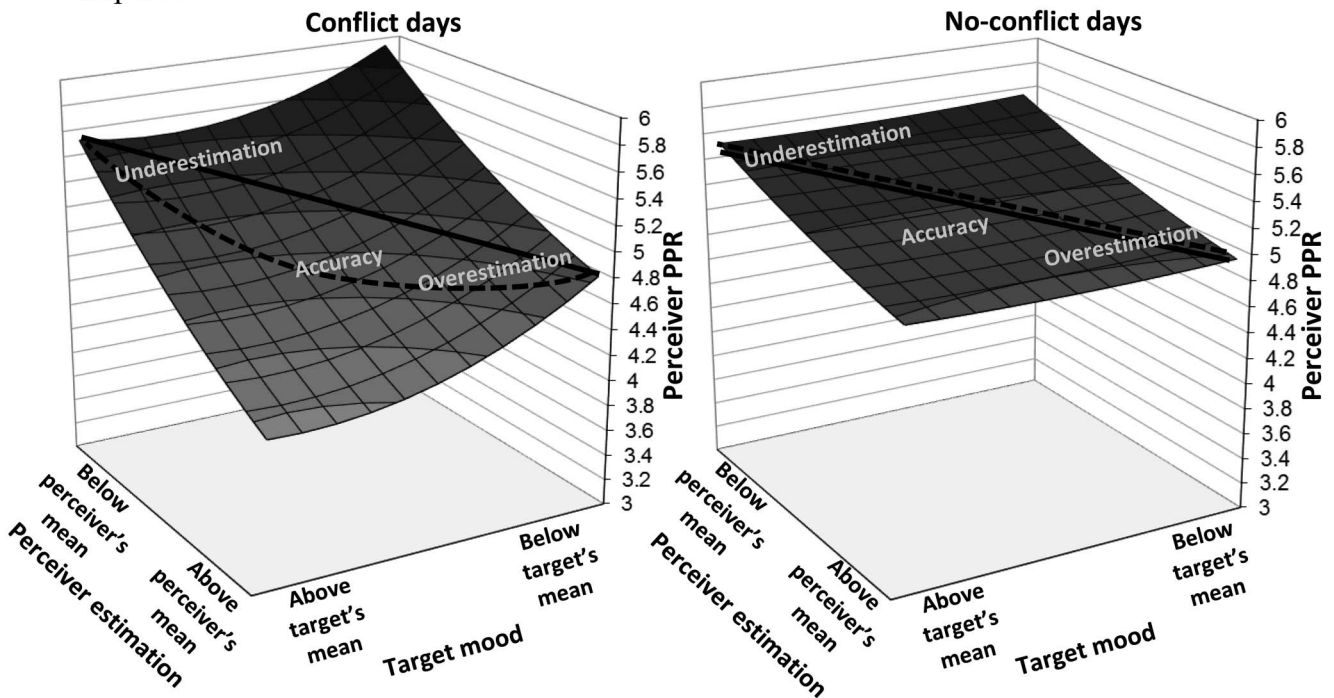 Conflict days
Underestimation
Accuracy
Overestimation
6
5.8
5.6
5.4
5.2
5
4.8
4.6
4.4
4.2
4
3.8
3.6
3.4
3.2
3
Perceiver PPR
Below
perceiver's
mean
Above
perceiver's
mean
Perceiver estimation
Above
target's
mean
Below
target's
mean
Target mood
No-conflict days
Underestimation
Accuracy
Overestimation
6
5.8
5.6
5.4
5.2
5
4.8
4.6
4.4
4.2
4
3.8
3.6
3.4
3.2
3
Perceiver PPR
Below
perceiver's
mean
Above
perceiver's
mean
Perceiver estimation
Above
target's
mean
Below
target's
mean
Target mood